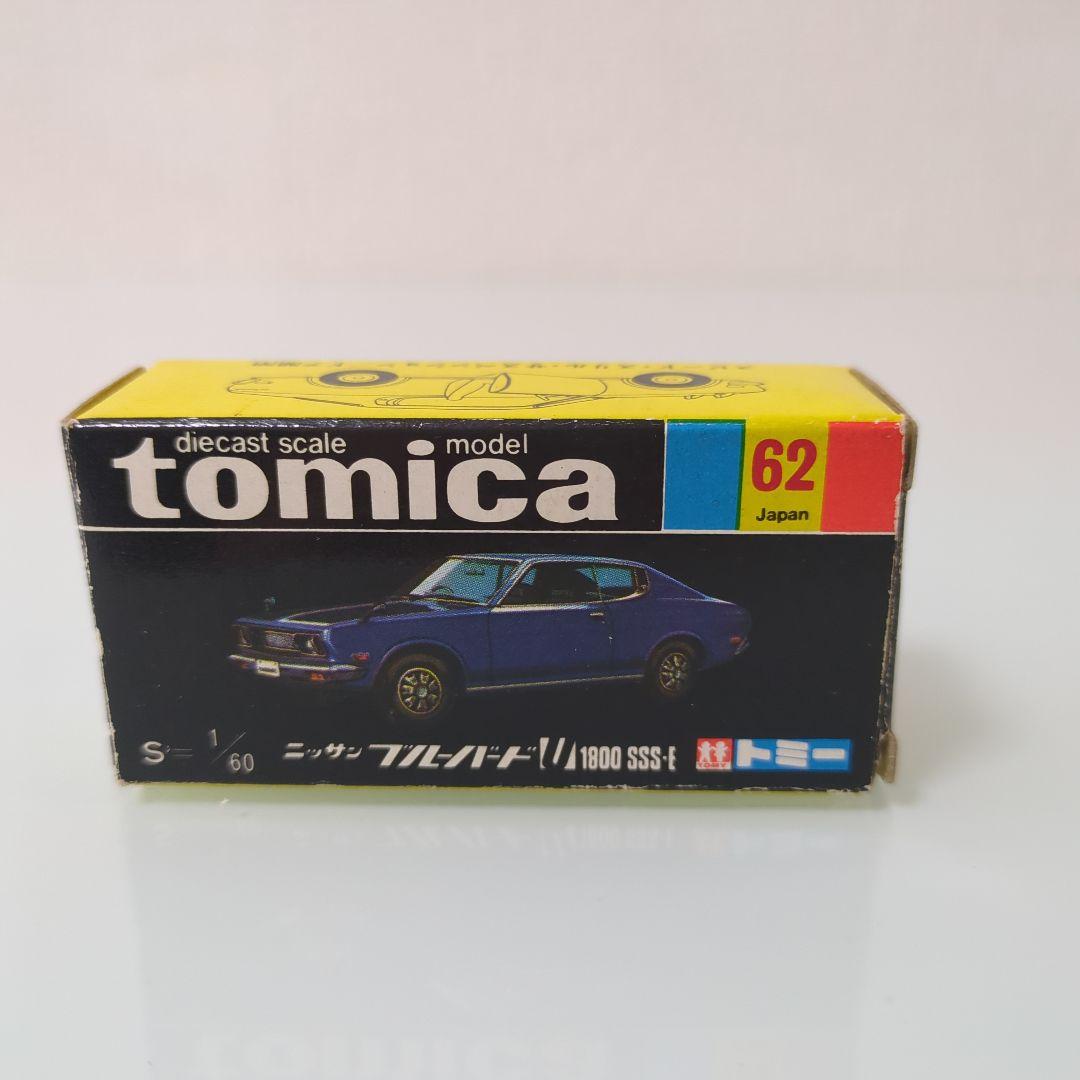 diecast scale model
tomica
62
Japan
S=1/60
ニッサン ブルーバードU 1800 SSS·E
TOMY
トミー